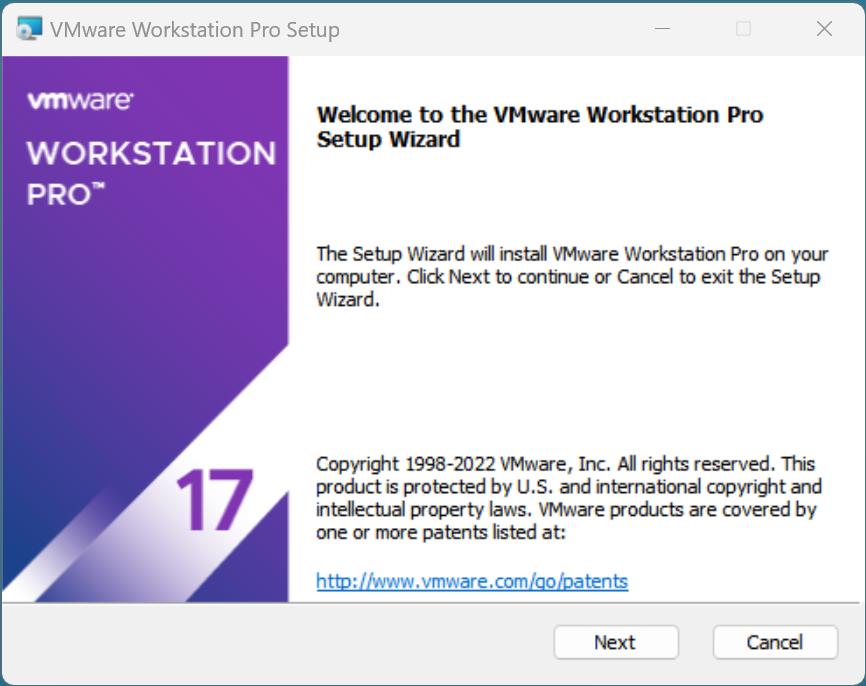 VMware Workstation Pro Setup
vmware®
WORKSTATION
PRO™
17
Welcome to the VMware Workstation Pro
Setup Wizard
The Setup Wizard will install VMware Workstation Pro on your
computer. Click Next to continue or Cancel to exit the Setup
Wizard.
Copyright 1998-2022 VMware, Inc. All rights reserved. This
product is protected by U.S. and international copyright and
intellectual property laws. VMware products are covered by
one or more patents listed at:
http://www.vmware.com/go/patents
Next
Cancel